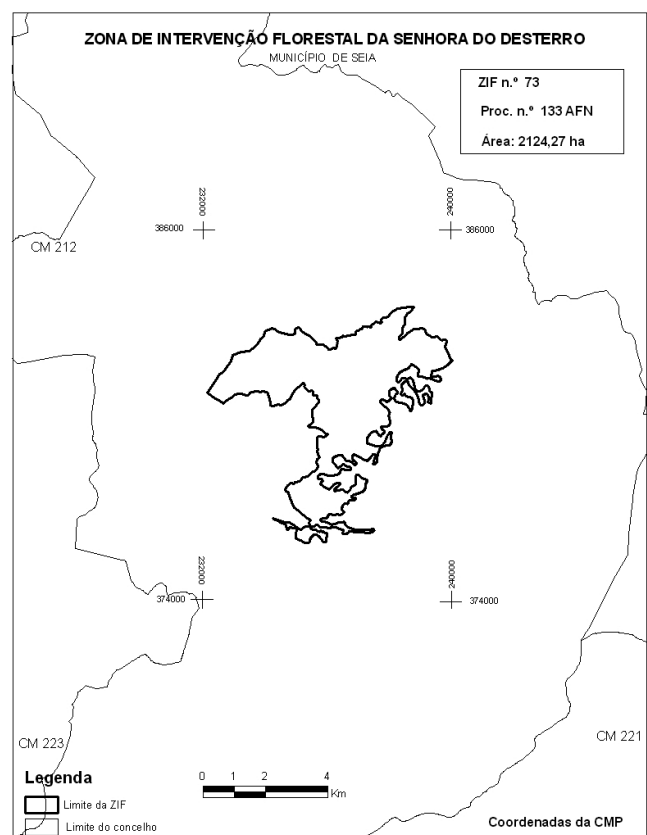 ZONA DE INTERVENÇÃO FLORESTAL DA SENHORA DO DESTERRO
MUNICÍPIO DE SEIA
ZIF n.º 73
Proc. n.º 133 AFN
Área: 2124,27 ha
232000
240000
386000
386000
CM 212
232000
240000
374000
374000
CM 223
CM 221
Legenda
0 1 2 4
Km
Limite da ZIF
Limite do concelho
Coordenadas da CMP